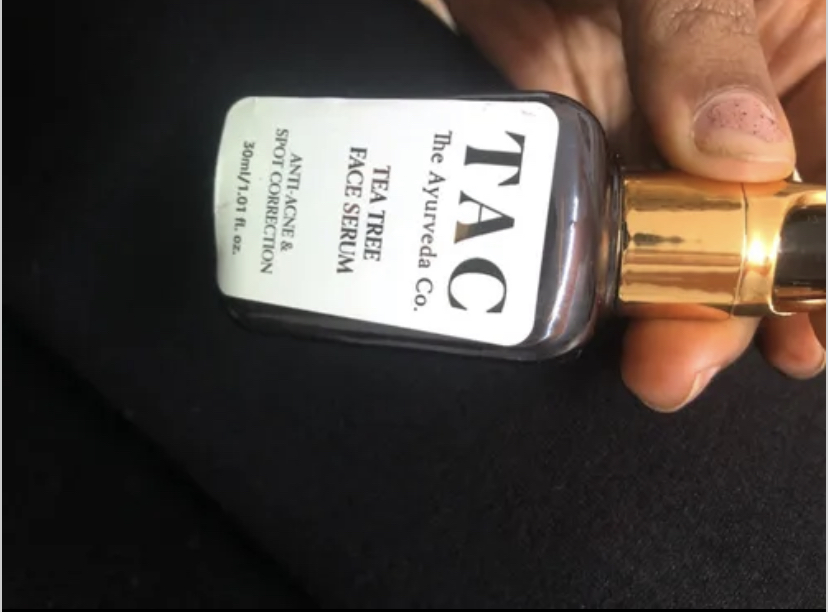 TAC
The Ayurveda Co.
TEA TREE
FACE SERUM
ANTI-ACNE &
SPOT CORRECTION
30ml/1.01 fl. oz.